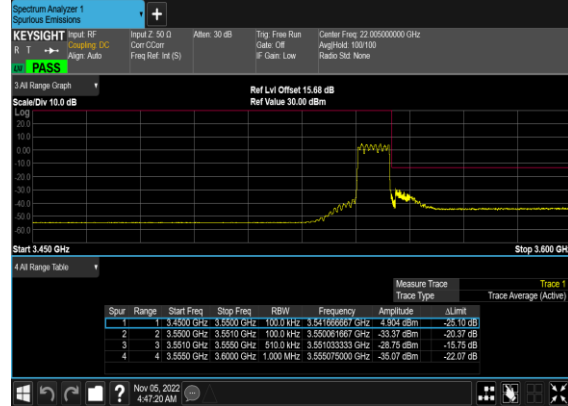 Spectrum Analyzer 1
Spurious Emissions
+
KEYSIGHT Input: RF Input Z: 50 Ω Atten: 30 dB Trig: Free Run Center Freq: 22.005000000 GHz
R T Coupling: DC Corr CCorr Gate: Off Avg|Hold: 100/100
Align: Auto Freq Ref: Int (S) IF Gain: Low Radio Std: None
PASS
3 All Range Graph
Ref Lvl Offset 15.68 dB
Scale/Div 10.0 dB Ref Value 30.00 dBm
Log
20.0
10.0
0.00
-10.0
-20.0
-30.0
-40.0
-50.0
-60.0
Start 3.450 GHz Stop 3.600 GH
4 All Range Table
Measure Trace Trace 1
Trace Type Trace Average (Active)
Spur Range Start Freq Stop Freq RBW Frequency Amplitude ΔLimit
1 1 3.4500 GHz 3.5500 GHz 100.0 kHz 3.541666667 GHz 4.904 dBm -25.10 dB
2 2 3.5500 GHz 3.5510 GHz 100.0 kHz 3.550061667 GHz -33.37 dBm -20.37 dB
3 3 3.5510 GHz 3.5550 GHz 510.0 kHz 3.551033333 GHz -28.75 dBm -15.75 dB
4 4 3.5550 GHz 3.6000 GHz 1.000 MHz 3.555075000 GHz -35.07 dBm -22.07 dB
? Nov 05, 2022
4:47:20 AM